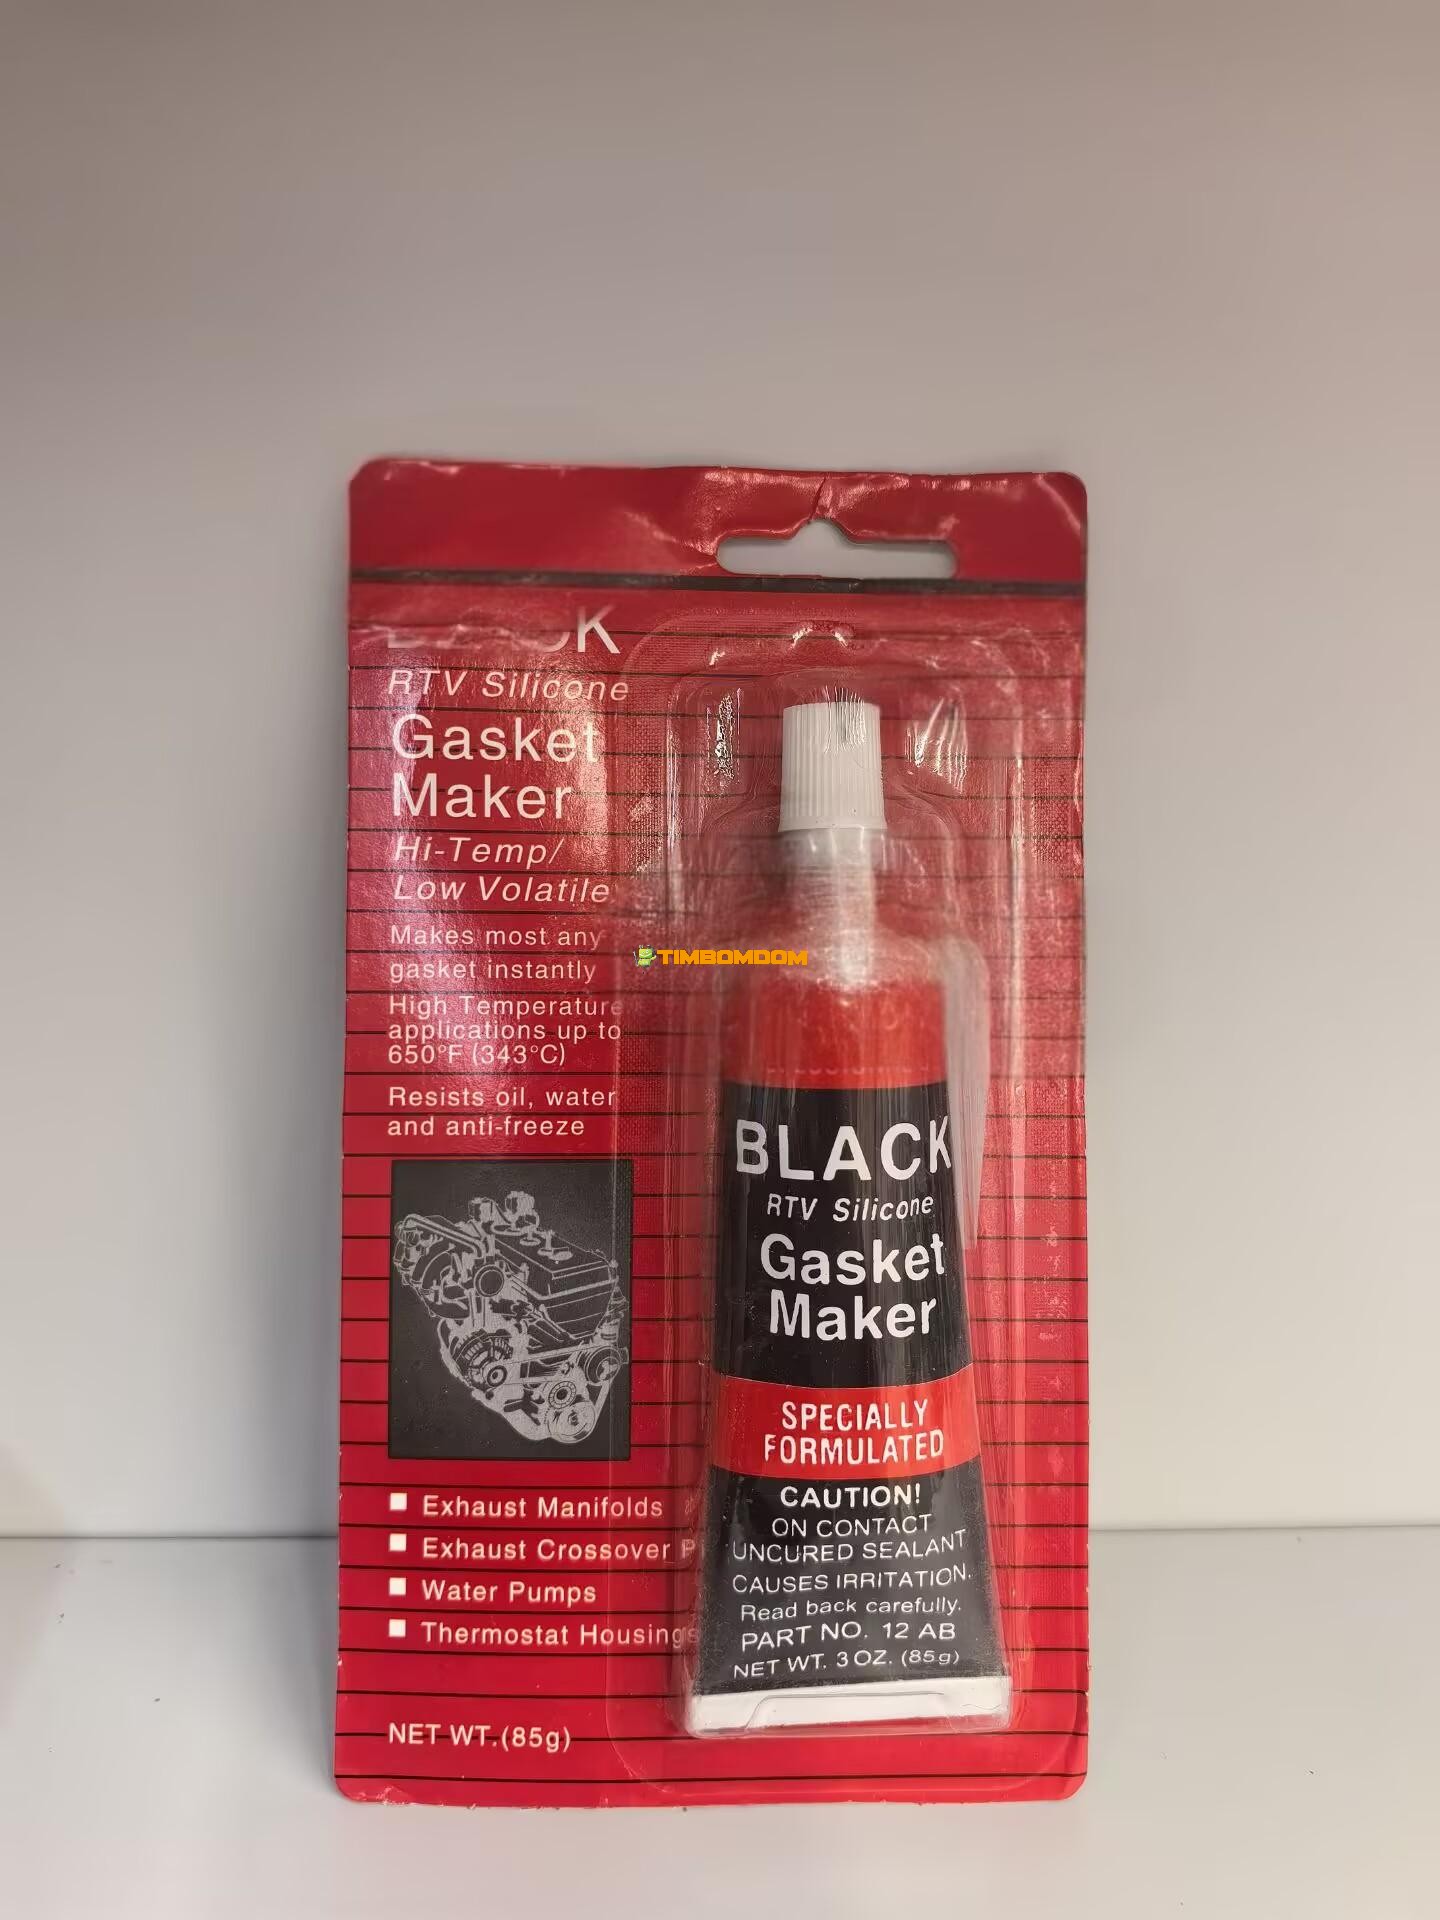 BLACK
RTV Silicone
Gasket
Maker
Hi-Temp/
Low Volatile
Makes most any
gasket instantly
High Temperature
applications up to
650°F (343°C)
Resists oil, water
and anti-freeze
Exhaust Manifolds
Exhaust Crossover
Water Pumps
Thermostat Housings
NET WT.(85g)
TIMBOMDOM
BLACK
RTV Silicone
Gasket
Maker
SPECIALLY
FORMULATED
CAUTION!
ON CONTACT
UNCURED SEALANT
CAUSES IRRITATION.
Read back carefully.
PART NO. 12 AB
NET WT. 3 OZ. (85g)